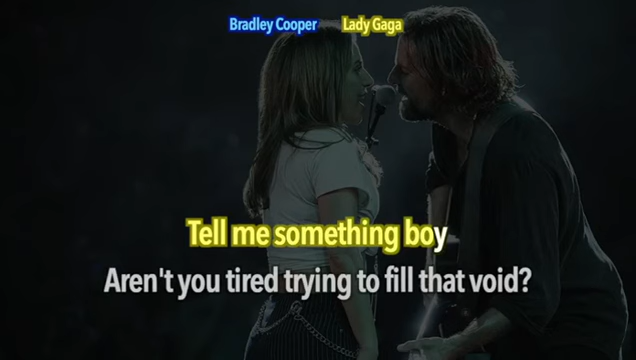 Bradley Cooper Lady Gaga
Tell me something boy
Aren't you tired trying to fill that void?